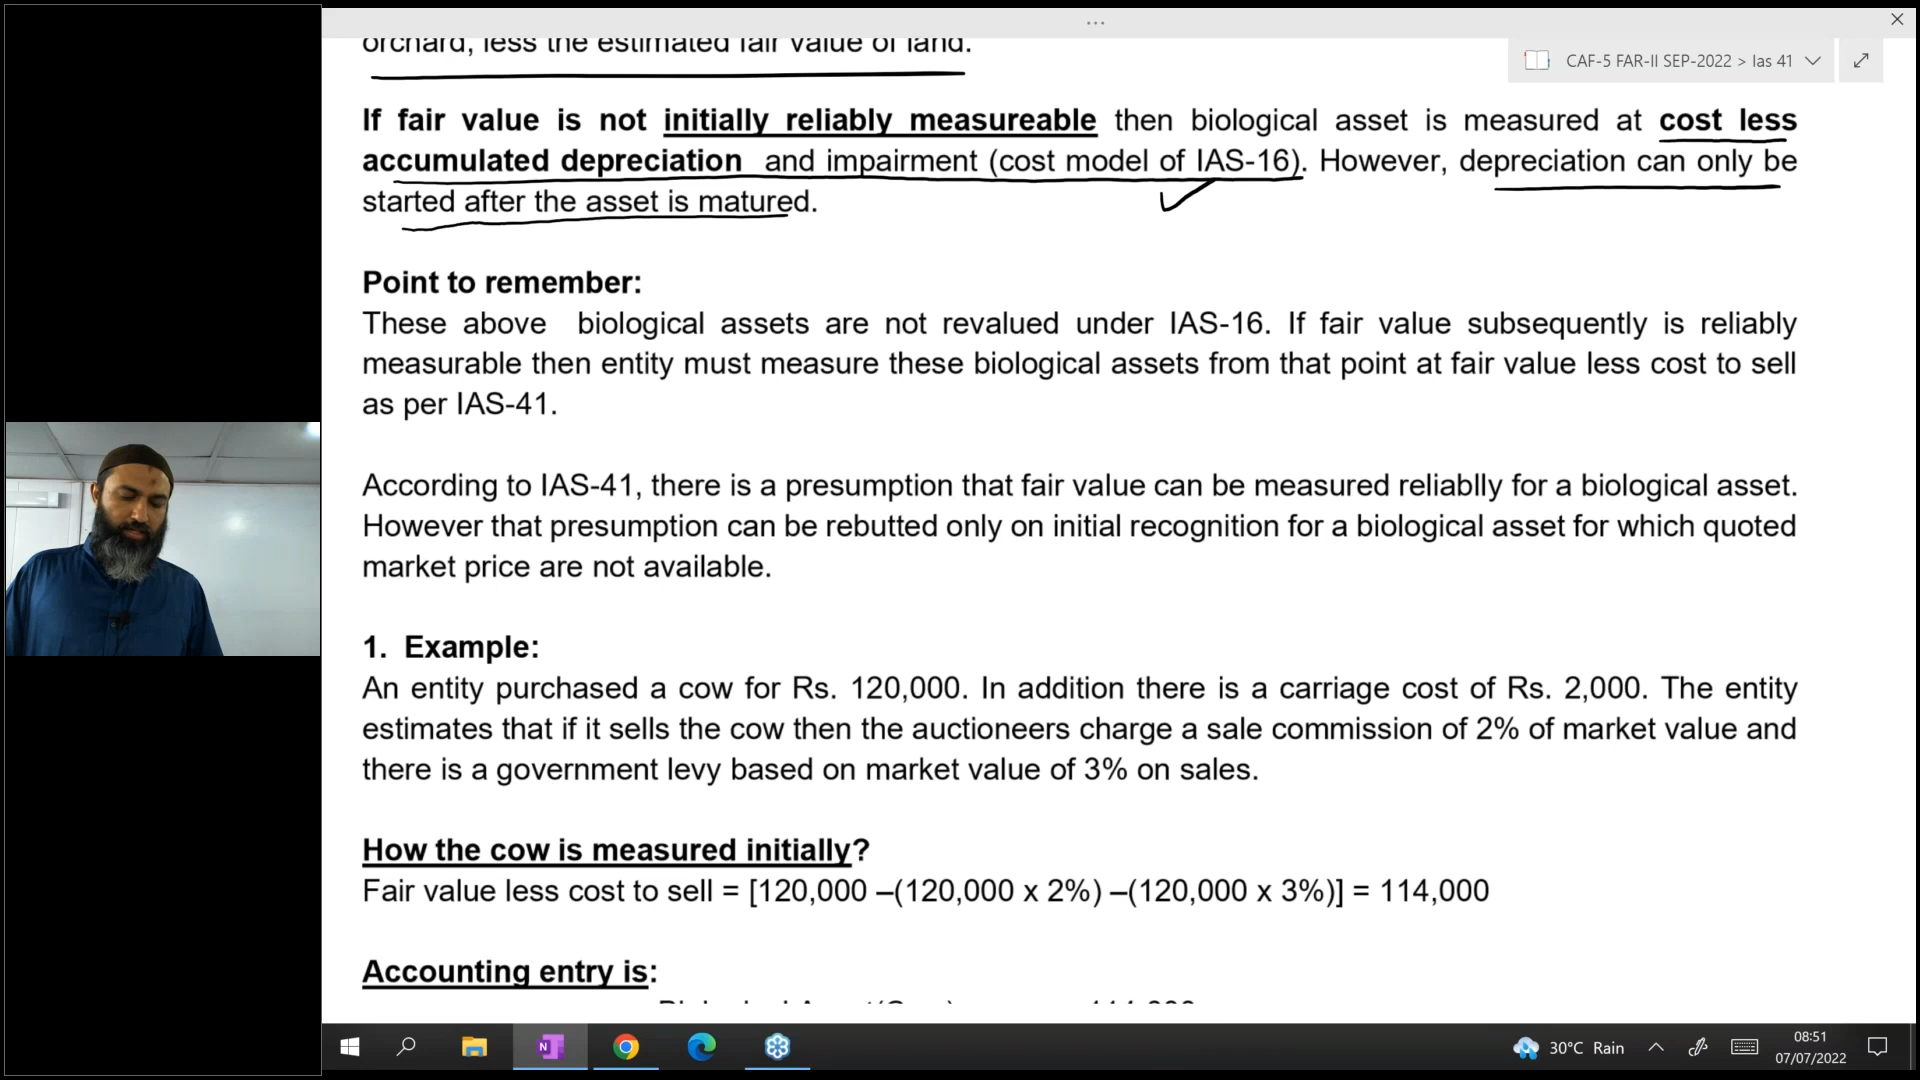 ...
orchard, less the estimated fair value of land.
CAF-5 FAR-II SEP-2022 > Ias 41
If fair value is not initially reliably measureable then biological asset is measured at cost less
accumulated depreciation and impairment (cost model of IAS-16). However, depreciation can only be
started after the asset is matured.
Point to remember:
These above biological assets are not revalued under IAS-16. If fair value subsequently is reliably
measurable then entity must measure these biological assets from that point at fair value less cost to sell
as per IAS-41.
According to IAS-41, there is a presumption that fair value can be measured reliablly for a biological asset.
However that presumption can be rebutted only on initial recognition for a biological asset for which quoted
market price are not available.
1. Example:
An entity purchased a cow for Rs. 120,000. In addition there is a carriage cost of Rs. 2,000. The entity
estimates that if it sells the cow then the auctioneers charge a sale commission of 2% of market value and
there is a government levy based on market value of 3% on sales.
How the cow is measured initially?
Fair value less cost to sell = [120,000 –(120,000 x 2%) –(120,000 x 3%)] = 114,000
Accounting entry is:
30°C Rain
08:51
07/07/2022